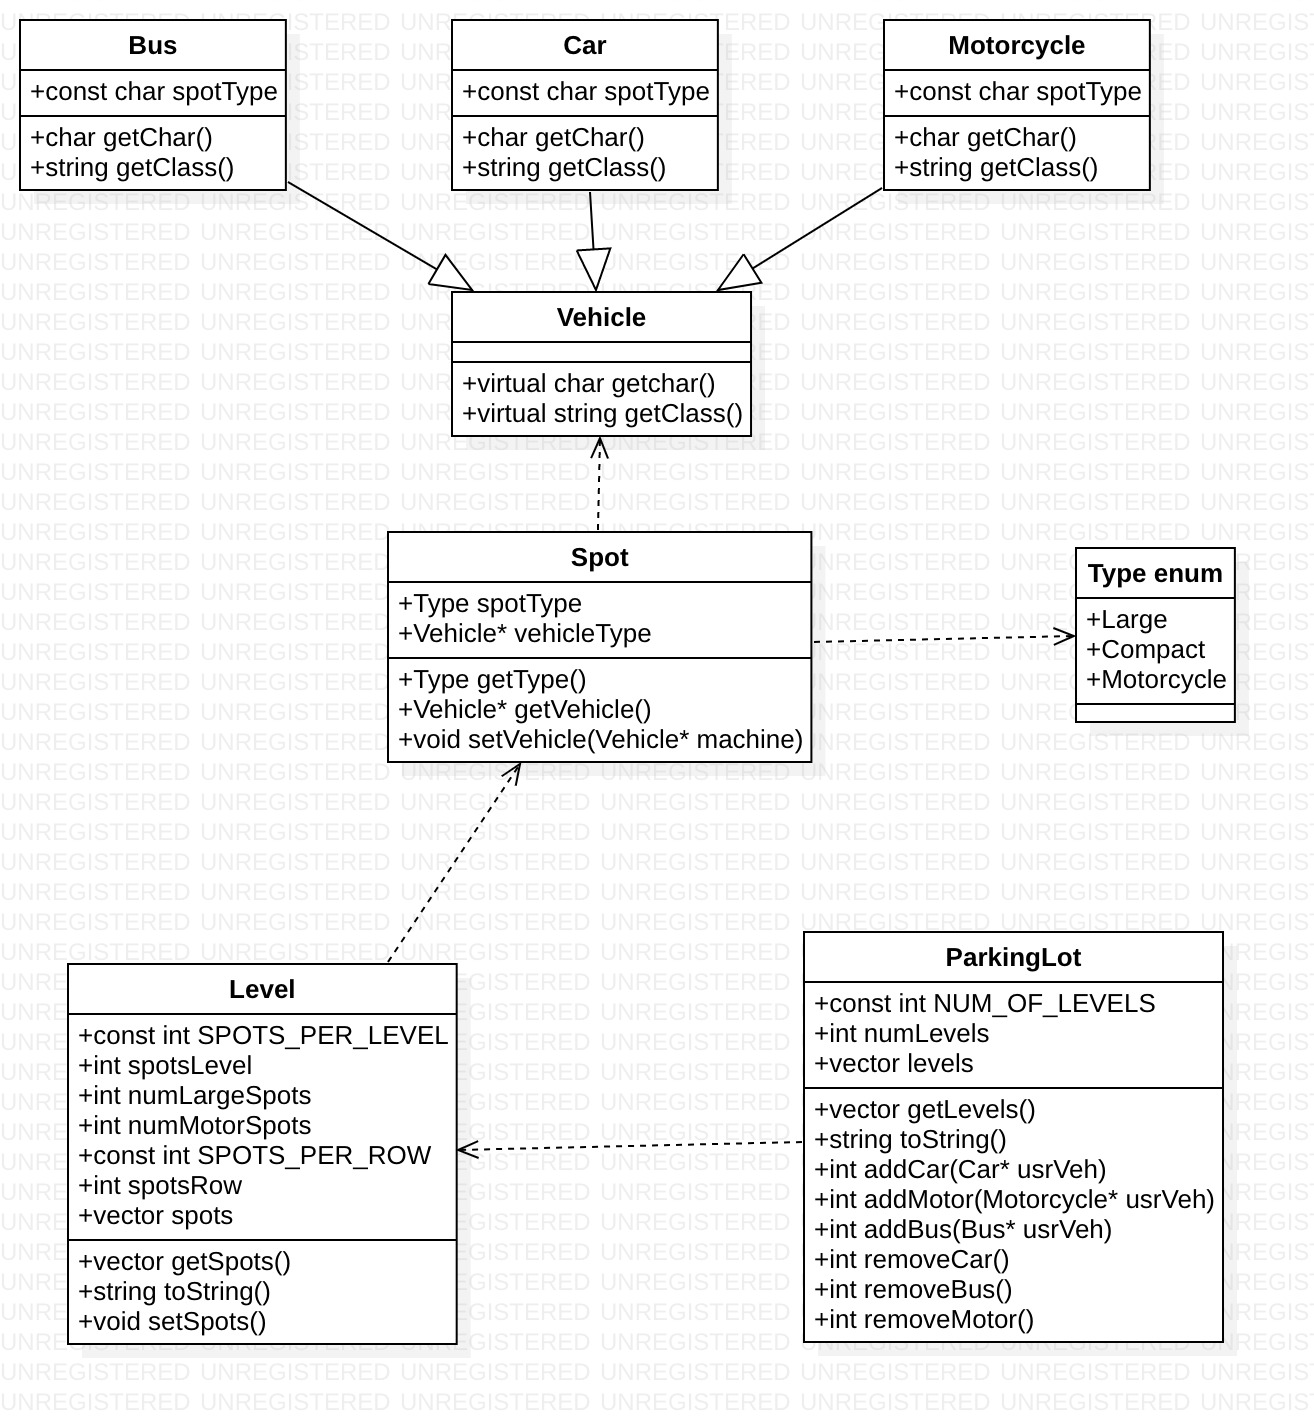 Bus
+const char spotType
+char getChar()
+string getClass()
Car
+const char spotType
+char getChar()
+string getClass()
Motorcycle
+const char spotType
+char getChar()
+string getClass()
Vehicle
+virtual char getchar()
+virtual string getClass()
Spot
+Type spotType
+Vehicle* vehicleType
+Type getType()
+Vehicle* getVehicle()
+void setVehicle(Vehicle* machine)
Type enum
+Large
+Compact
+Motorcycle
Level
+const int SPOTS_PER_LEVEL
+int spotsLevel
+int numLargeSpots
+int numMotorSpots
+const int SPOTS_PER_ROW
+int spotsRow
+vector spots
+vector getSpots()
+string toString()
+void setSpots()
ParkingLot
+const int NUM_OF_LEVELS
+int numLevels
+vector levels
+vector getLevels()
+string toString()
+int addCar(Car* usrVeh)
+int addMotor(Motorcycle* usrVeh)
+int addBus(Bus* usrVeh)
+int removeCar()
+int removeBus()
+int removeMotor()
UNREGISTERED